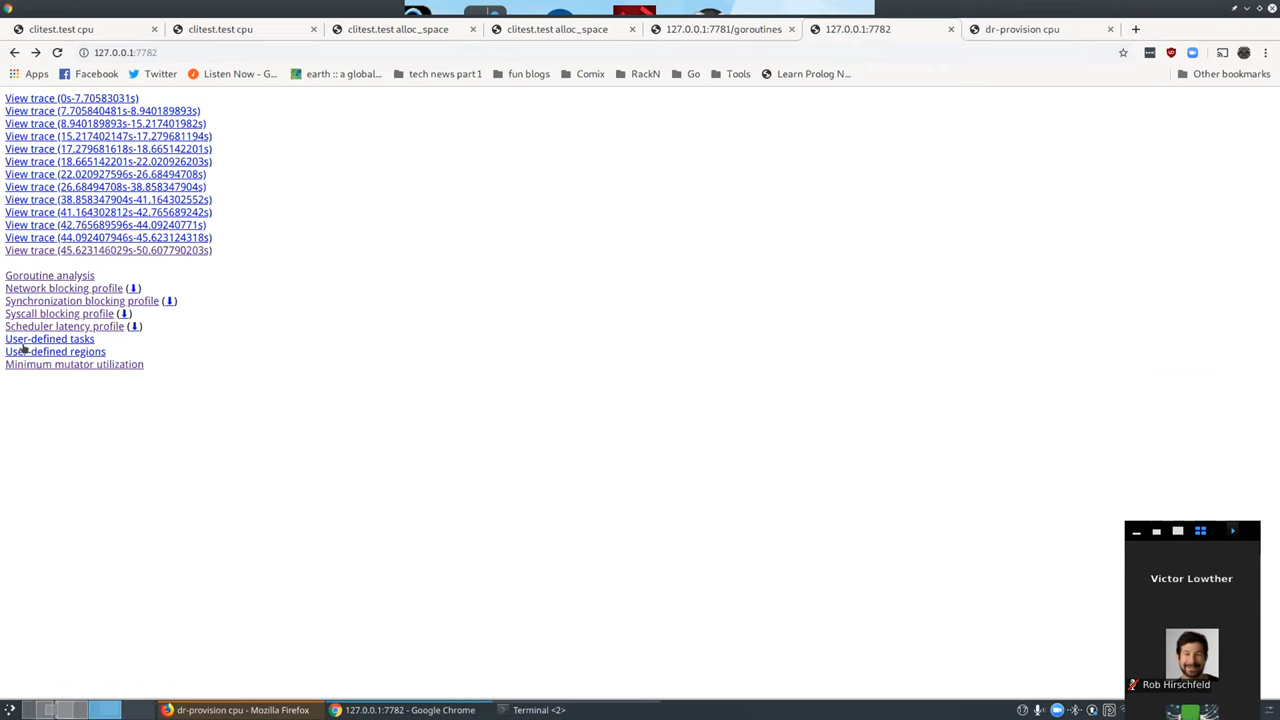 clitest.test cpu
clitest.test cpu
clitest.test alloc_space
clitest.test alloc_space
127.0.0.1:7781/goroutines
127.0.0.1:7782
dr-provision cpu
127.0.0.1:7782
Apps
Facebook
Twitter
Listen Now - G...
earth :: a global...
tech news part1
fun blogs
Comix
RackN
Go
Tools
Learn Prolog N...
Other bookmarks
View trace (0s-7.70583031s)
View trace (7.705840481s-8.940189893s)
View trace (8.940189893s-15.217401982s)
View trace (15.217402147s-17.279681194s)
View trace (17.279681618s-18.665142201s)
View trace (18.665142201s-22.020926203s)
View trace (22.020927596s-26.68494708s)
View trace (26.68494708s-38.858347904s)
View trace (38.858347904s-41.164302552s)
View trace (41.164302812s-42.765689242s)
View trace (42.765689596s-44.09240771s)
View trace (44.092407946s-45.623124318s)
View trace (45.623146029s-50.607790203s)
Goroutine analysis
Network blocking profile (⬇)
Synchronization blocking profile (⬇)
Syscall blocking profile (⬇)
Scheduler latency profile (⬇)
User-defined tasks
User-defined regions
Minimum mutator utilization
Victor Lowther
Rob Hirschfeld
dr-provision cpu - Mozilla Firefox
127.0.0.1:7782 - Google Chrome
Terminal <2>